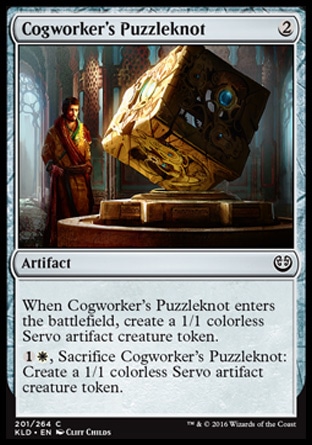 Cogworker's Puzzleknot 2
Artifact
When Cogworker's Puzzleknot enters
the battlefield, create a 1/1 colorless
Servo artifact creature token.
1, Sacrifice Cogworker's Puzzleknot:
Create a 1/1 colorless Servo artifact
creature token.
201/264 C
KLD • EN Cliff Childs
™ & © 2016 Wizards of the Coast